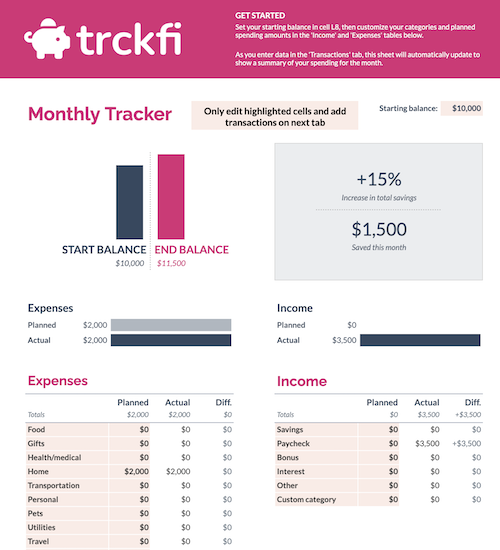 trckfi
GET STARTED
Set your starting balance in cell L8, then customize your categories and planned
spending amounts in the 'Income' and 'Expenses' tables below.
As you enter data in the 'Transactions' tab, this sheet will automatically update to
show a summary of your spending for the month.
Monthly Tracker
Only edit highlighted cells and add
transactions on next tab
Starting balance: $10,000
START BALANCE END BALANCE
$10,000 $11,500
+15%
Increase in total savings
$1,500
Saved this month
Expenses
Planned $2,000
Actual $2,000
Income
Planned $0
Actual $3,500
Expenses
Planned Actual Diff.
Totals $2,000 $2,000 $0
Food $0 $0 $0
Gifts $0 $0 $0
Health/medical $0 $0 $0
Home $2,000 $2,000 $0
Transportation $0 $0 $0
Personal $0 $0 $0
Pets $0 $0 $0
Utilities $0 $0 $0
Travel $0 $0 $0
Income
Planned Actual Diff.
Totals $0 $3,500 +$3,500
Savings $0 $0 $0
Paycheck $0 $3,500 +$3,500
Bonus $0 $0 $0
Interest $0 $0 $0
Other $0 $0 $0
Custom category $0 $0 $0